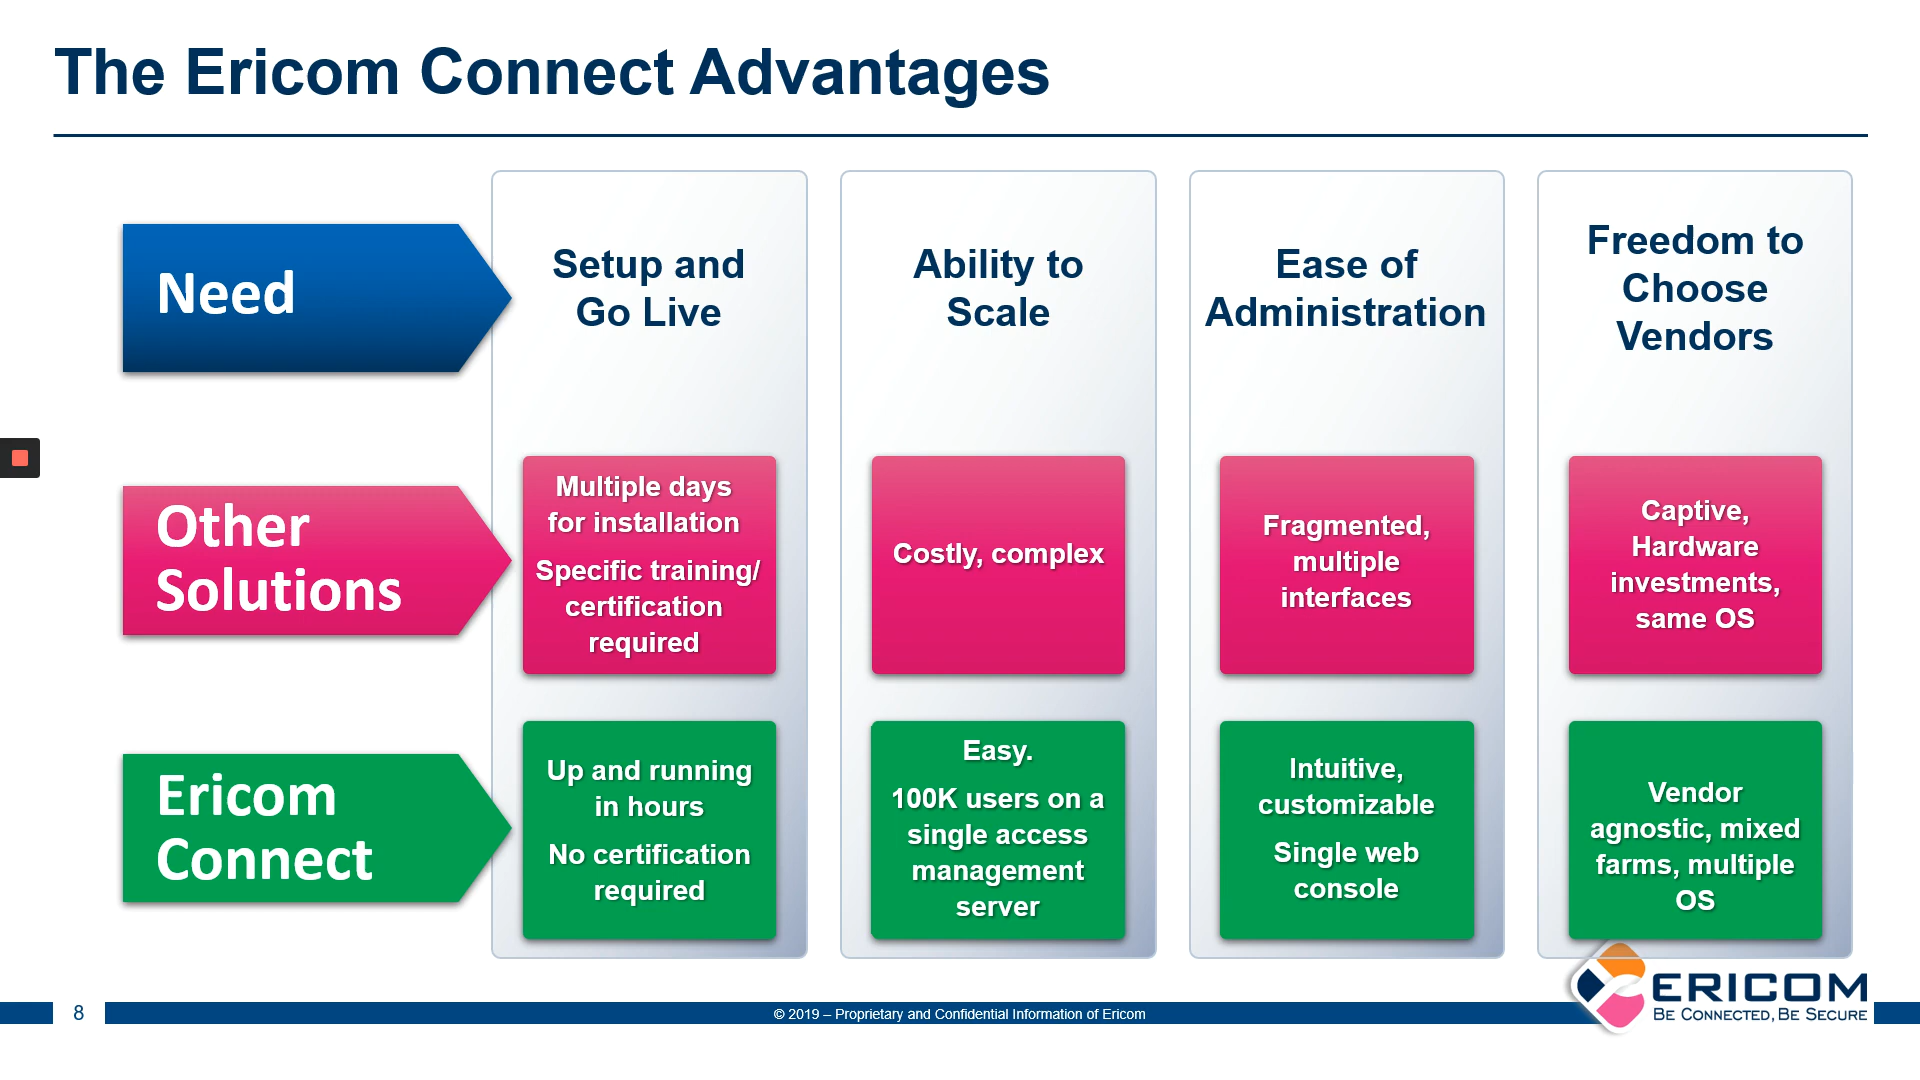 The Ericom Connect Advantages
Need
Setup and
Go Live
Ability to
Scale
Ease of
Administration
Freedom to
Choose
Vendors
Other
Solutions
Multiple days
for installation
Specific training/
certification
required
Costly, complex
Fragmented,
multiple
interfaces
Captive,
Hardware
investments,
same OS
Ericom
Connect
Up and running
in hours
No certification
required
Easy.
100K users on a
single access
management
server
Intuitive,
customizable
Single web
console
Vendor
agnostic, mixed
farms, multiple
OS
8
© 2019 – Proprietary and Confidential Information of Ericom
ERICOM
BE CONNECTED, BE SECURE